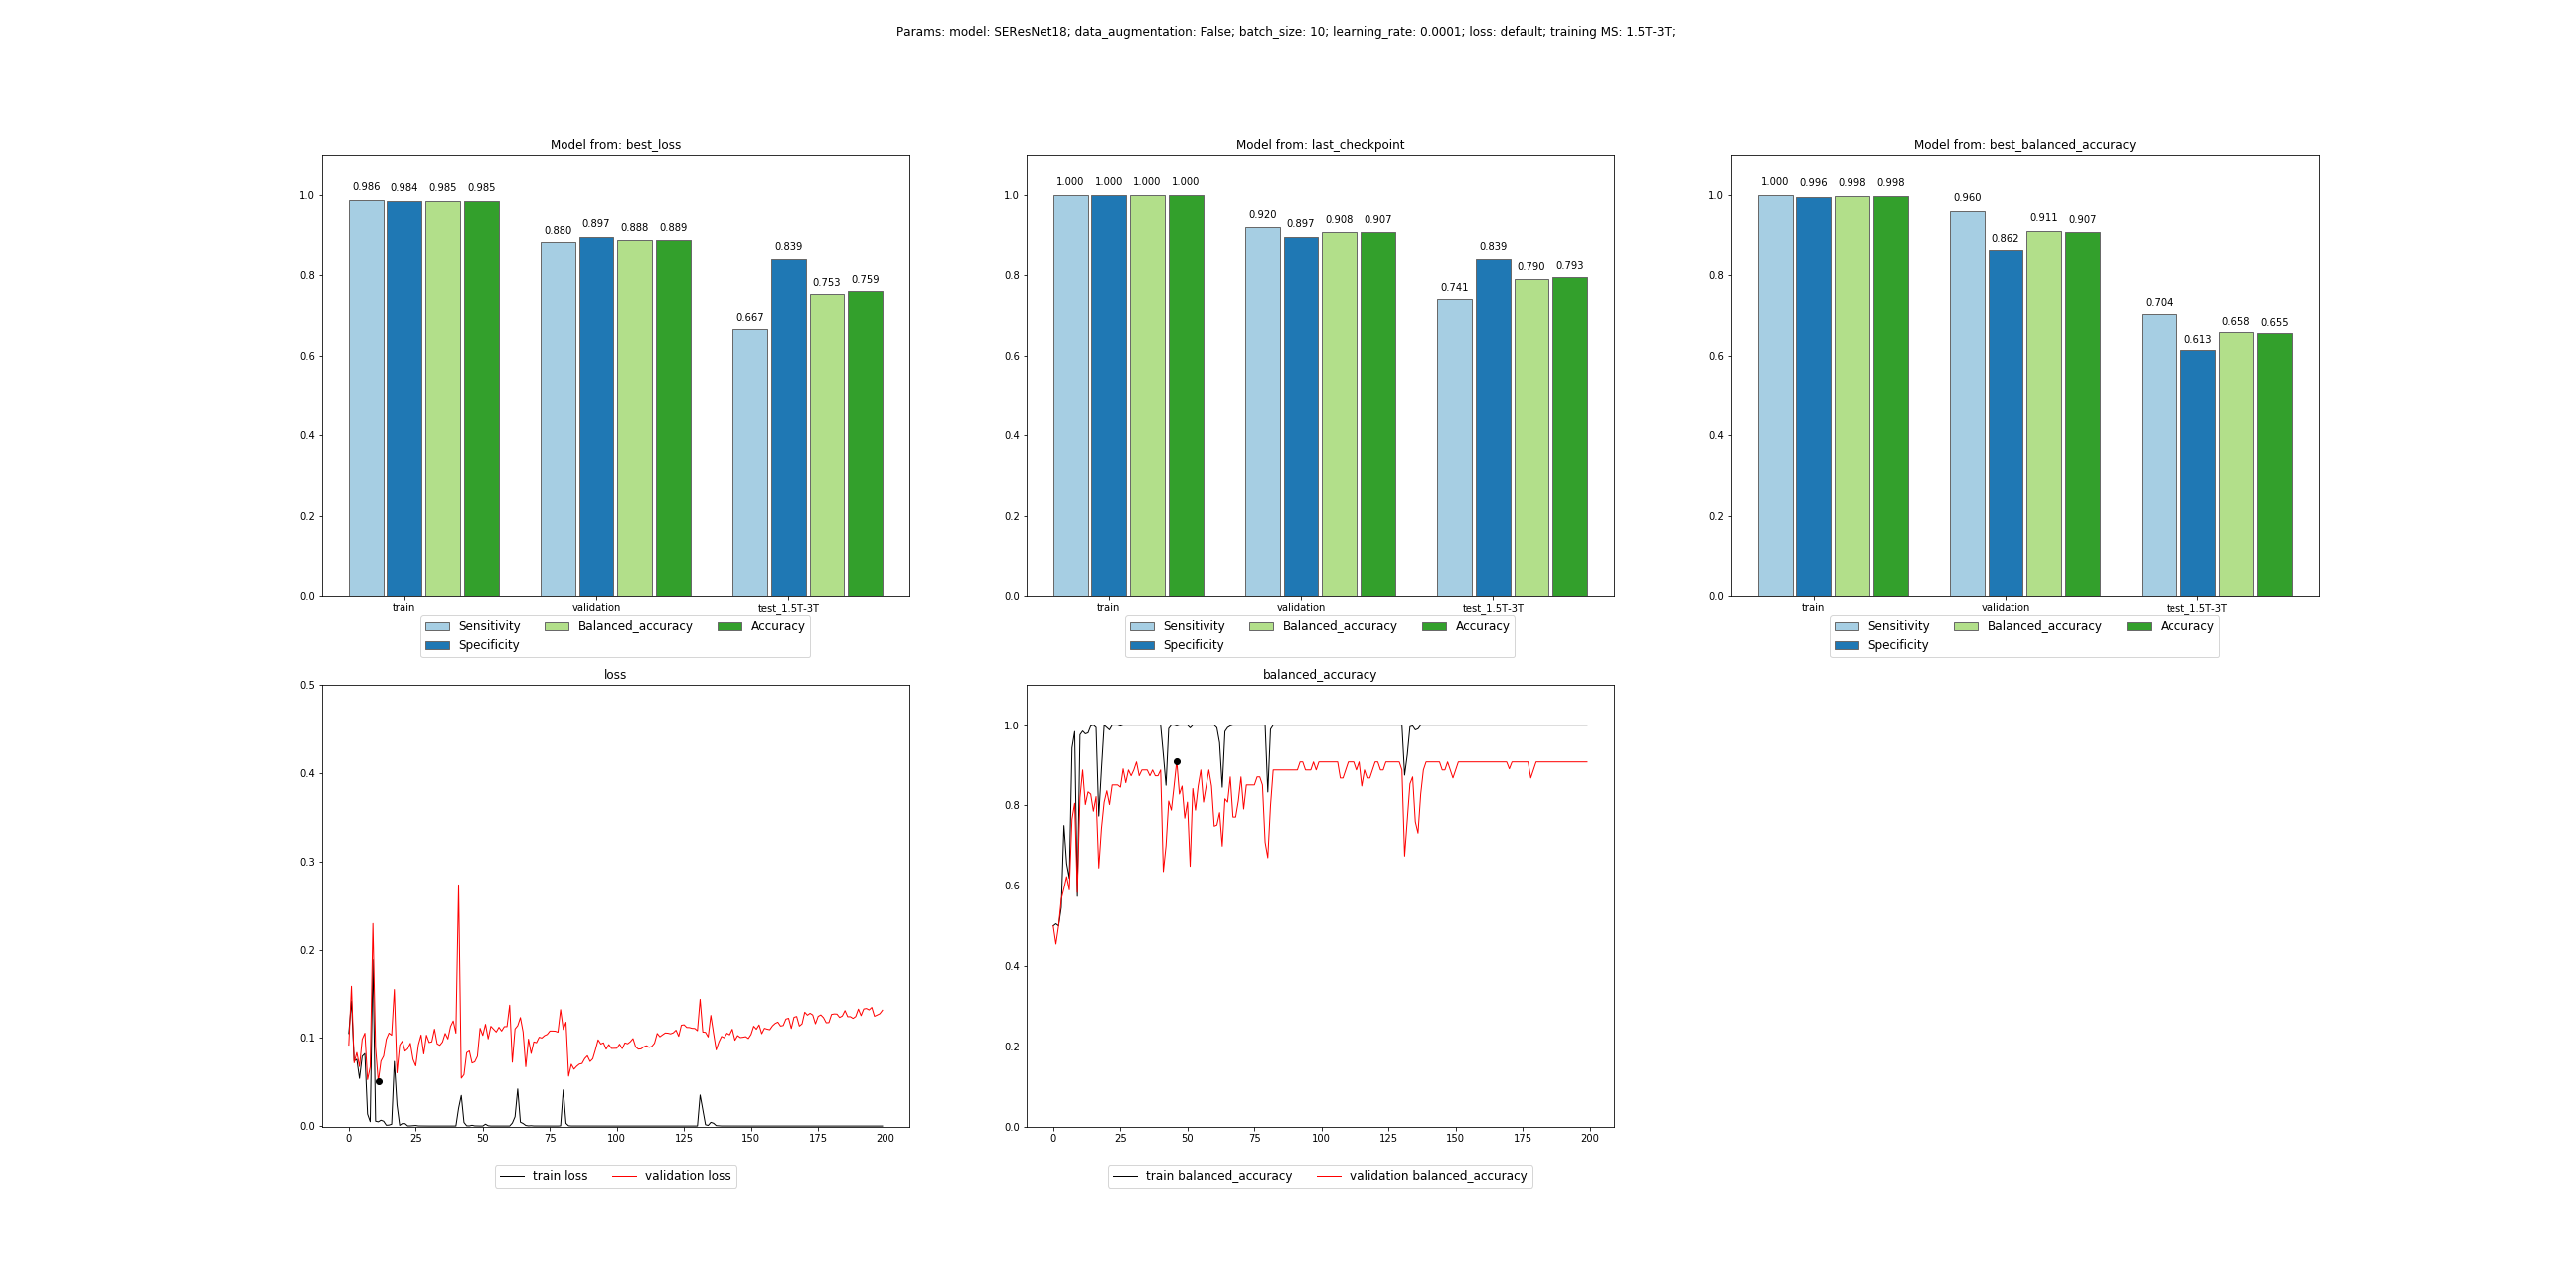 Params: model: SEResNet18; data_augmentation: False; batch_size: 10; learning_rate: 0.0001; loss: default; training MS: 1.5T-3T;
Model from: best_loss
1.0
0.8
0.6
0.4
0.2
0.0
0.986 0.984 0.985 0.985
0.880 0.897 0.888 0.889
0.667 0.839 0.753 0.759
train validation test_1.5T-3T
Sensitivity Balanced_accuracy Accuracy
Specificity
Model from: last_checkpoint
1.0
0.8
0.6
0.4
0.2
0.0
1.000 1.000 1.000 1.000
0.920 0.897 0.908 0.907
0.741 0.839 0.790 0.793
train validation test_1.5T-3T
Sensitivity Balanced_accuracy Accuracy
Specificity
Model from: best_balanced_accuracy
1.0
0.8
0.6
0.4
0.2
0.0
1.000 0.996 0.998 0.998
0.960 0.862 0.911 0.907
0.704 0.613 0.658 0.655
train validation test_1.5T-3T
Sensitivity Balanced_accuracy Accuracy
Specificity
loss
0.5
0.4
0.3
0.2
0.1
0.0
0 25 50 75 100 125 150 175 200
train loss validation loss
balanced_accuracy
1.0
0.8
0.6
0.4
0.2
0.0
0 25 50 75 100 125 150 175 200
train balanced_accuracy validation balanced_accuracy